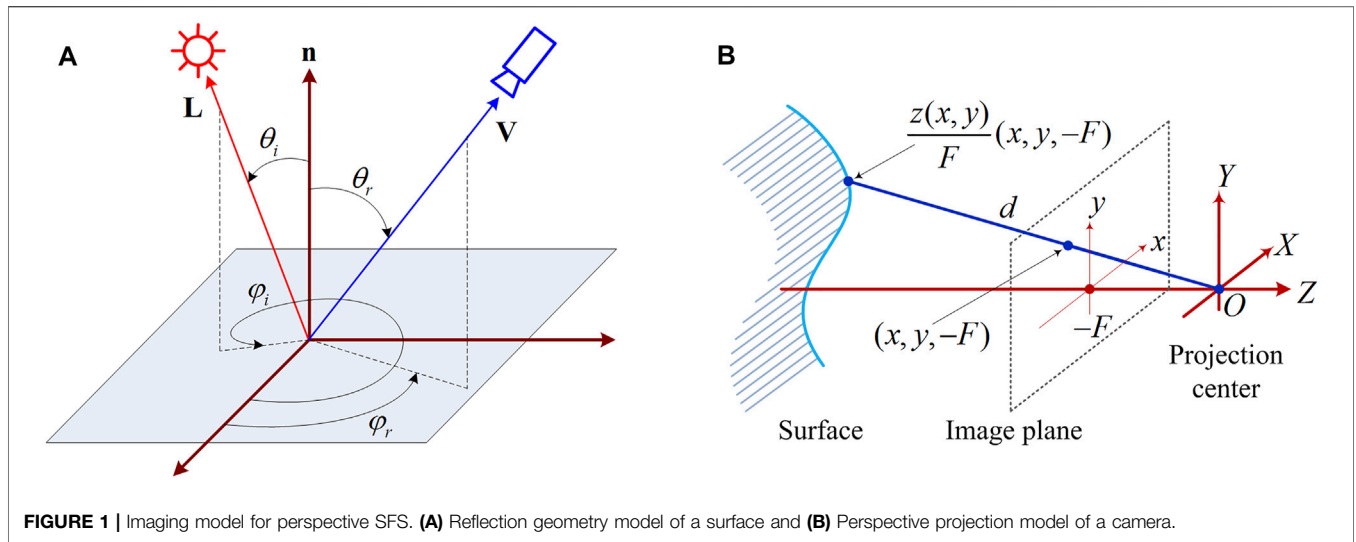 A
n
L
V
θi
θr
φi
φr
B
z(x, y)/F (x, y, −F)
d
y
x
Y
X
Z
O
−F
(x, y, −F)
Projection
center
Surface
Image plane
FIGURE 1 | Imaging model for perspective SFS. (A) Reflection geometry model of a surface and (B) Perspective projection model of a camera.